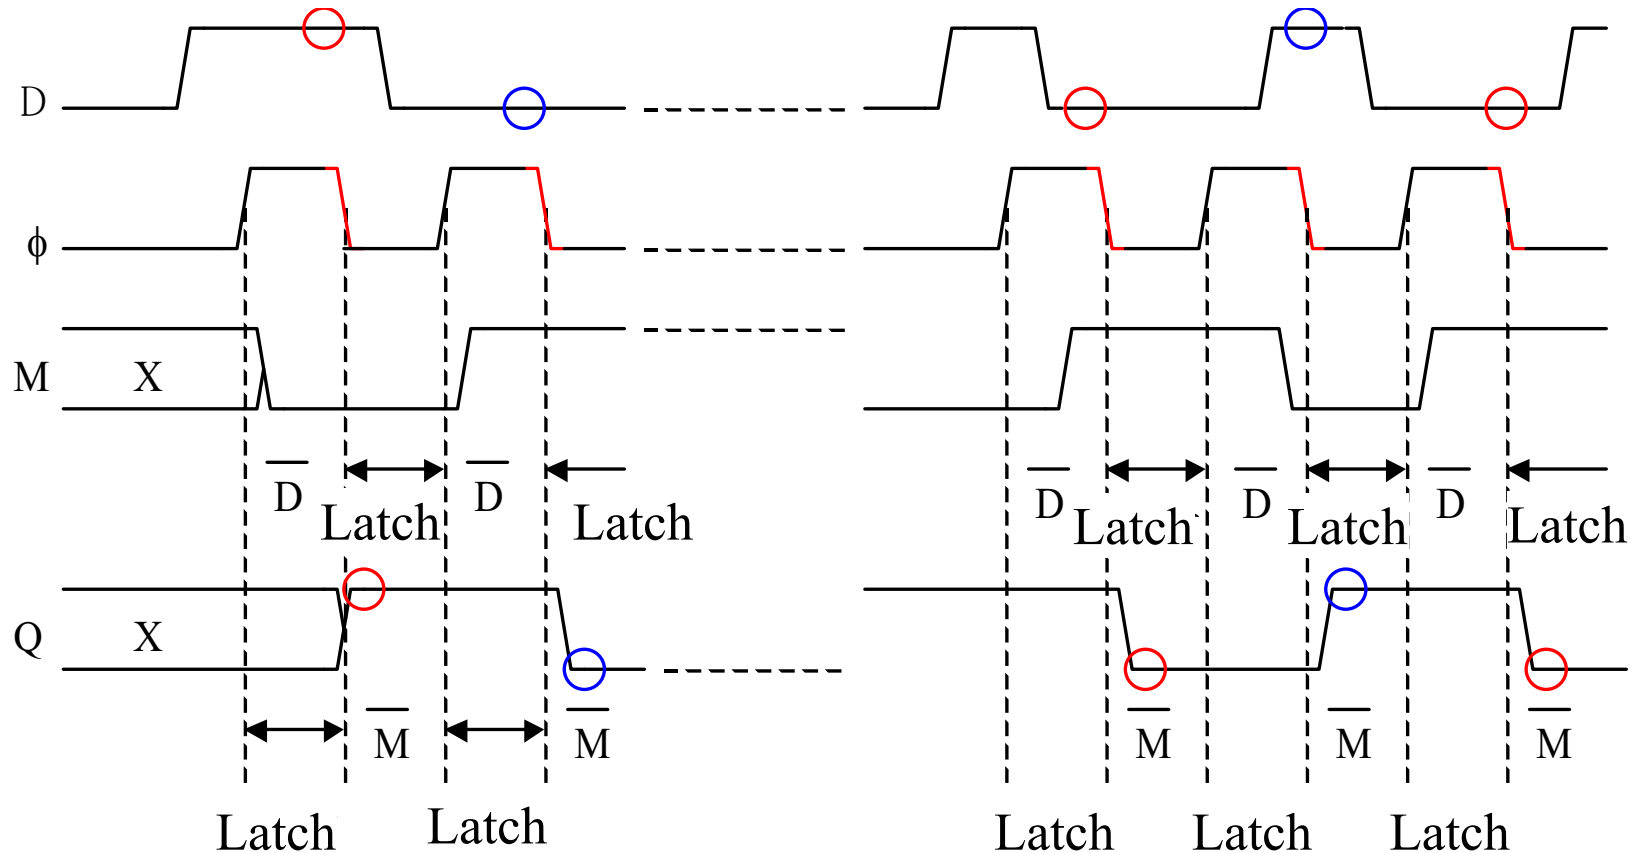 D
ϕ
M X
D̅ D̅ D̅ D̅ D̅
Latch Latch Latch Latch Latch
Q X
M̅ M̅ M̅ M̅ M̅
Latch Latch Latch Latch Latch